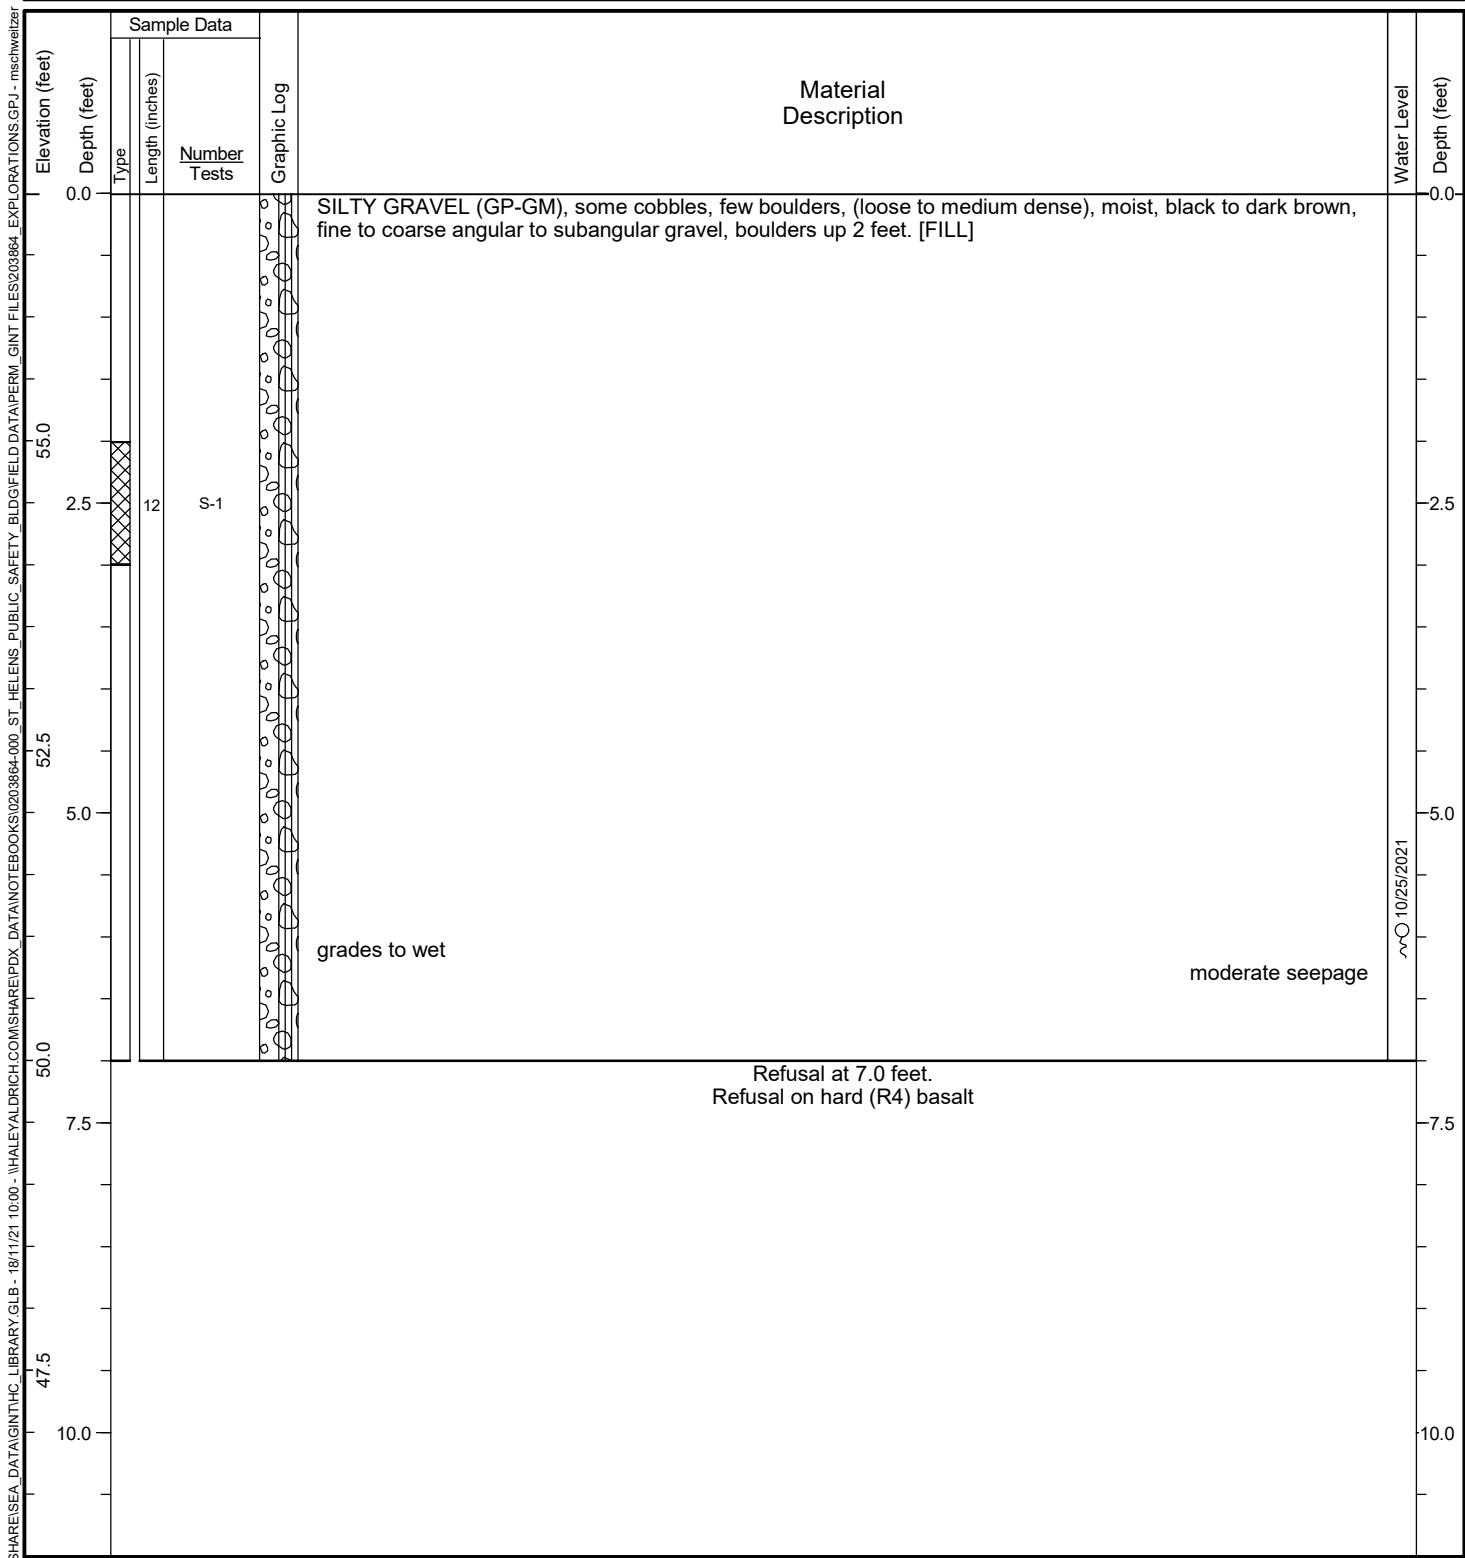 Sample Data
Elevation (feet)
Depth (feet)
Type
Length (inches)
Number
Tests
Graphic Log
Material
Description
Water Level
Depth (feet)
0.0
0.0
SILTY GRAVEL (GP-GM), some cobbles, few boulders, (loose to medium dense), moist, black to dark brown,
fine to coarse angular to subangular gravel, boulders up 2 feet. [FILL]
55.0
2.5
12
S-1
2.5
52.5
5.0
5.0
10/25/2021
grades to wet
moderate seepage
50.0
Refusal at 7.0 feet.
Refusal on hard (R4) basalt
7.5
7.5
47.5
10.0
10.0
SHARE\SEA_DATA\GINT\HC_LIBRARY.GLB - 18/11/21 10:00 - \\HALEYALDRICH.COM\SHARE\PDX_DATA\NOTEBOOKS\0203864-000_ST_HELENS_PUBLIC_SAFETY_BLDG\FIELD DATA\PERM_GINT FILES\203864_EXPLORATIONS.GPJ - mschweitzer